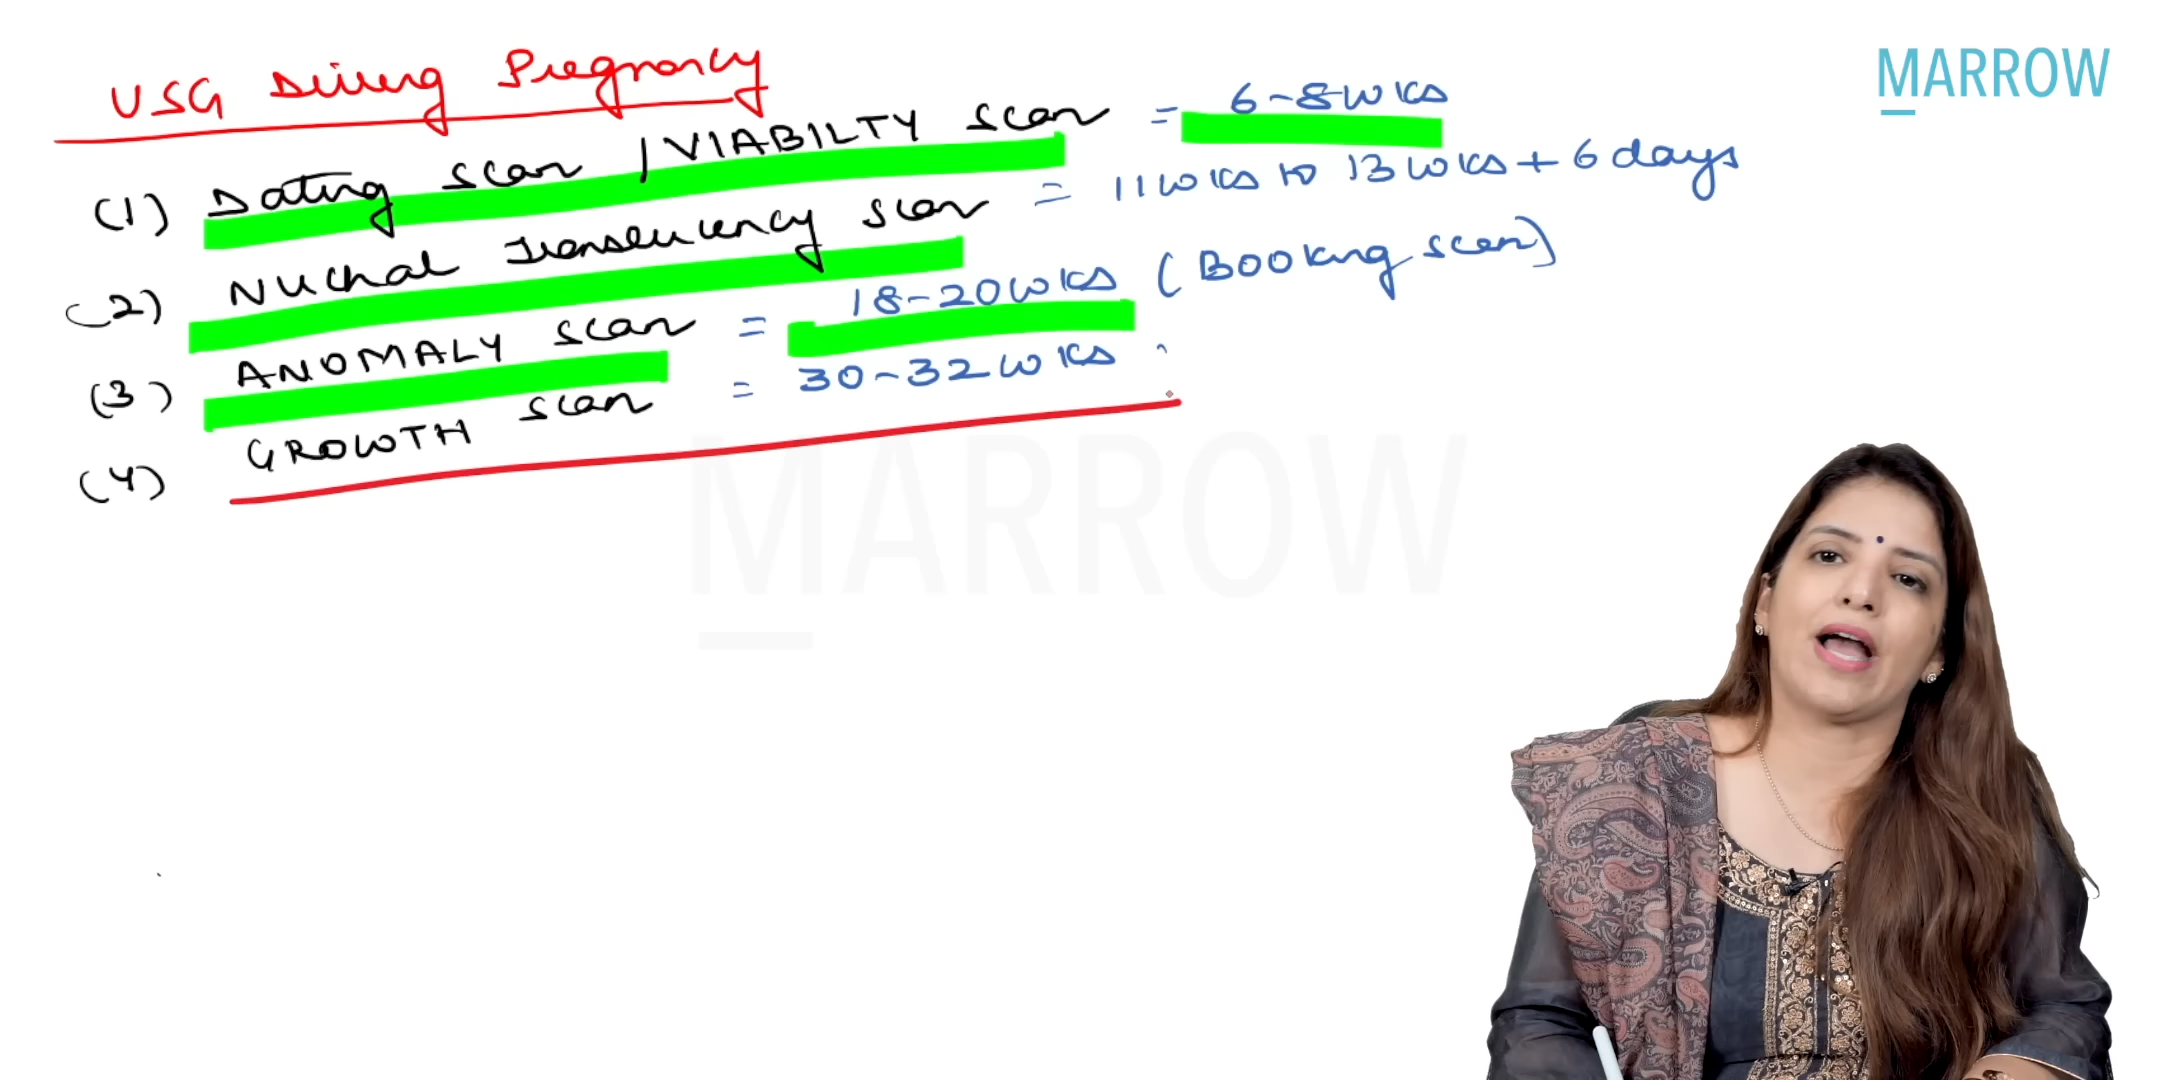 USG During Pregnancy
MARROW
(1) Dating scan / VIABILTY scan = 6-8 wks
(2) Nuchal Translucency scan = 11 wks to 13 wks + 6 days
(3) ANOMALY scan = 18-20 wks (Booking scan)
(4) GROWTH scan = 30-32 wks
MARROW